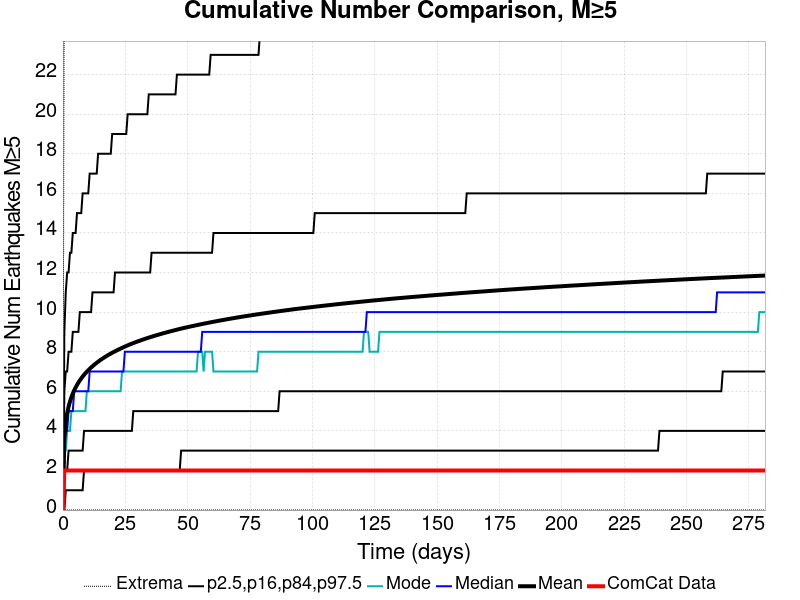 Cumulative Number Comparison, M≥5
Cumulative Num Earthquakes M≥5
22
20
18
16
14
12
10
8
6
4
2
0
0 25 50 75 100 125 150 175 200 225 250 275
Time (days)
Extrema p2.5,p16,p84,p97.5 Mode Median Mean ComCat Data